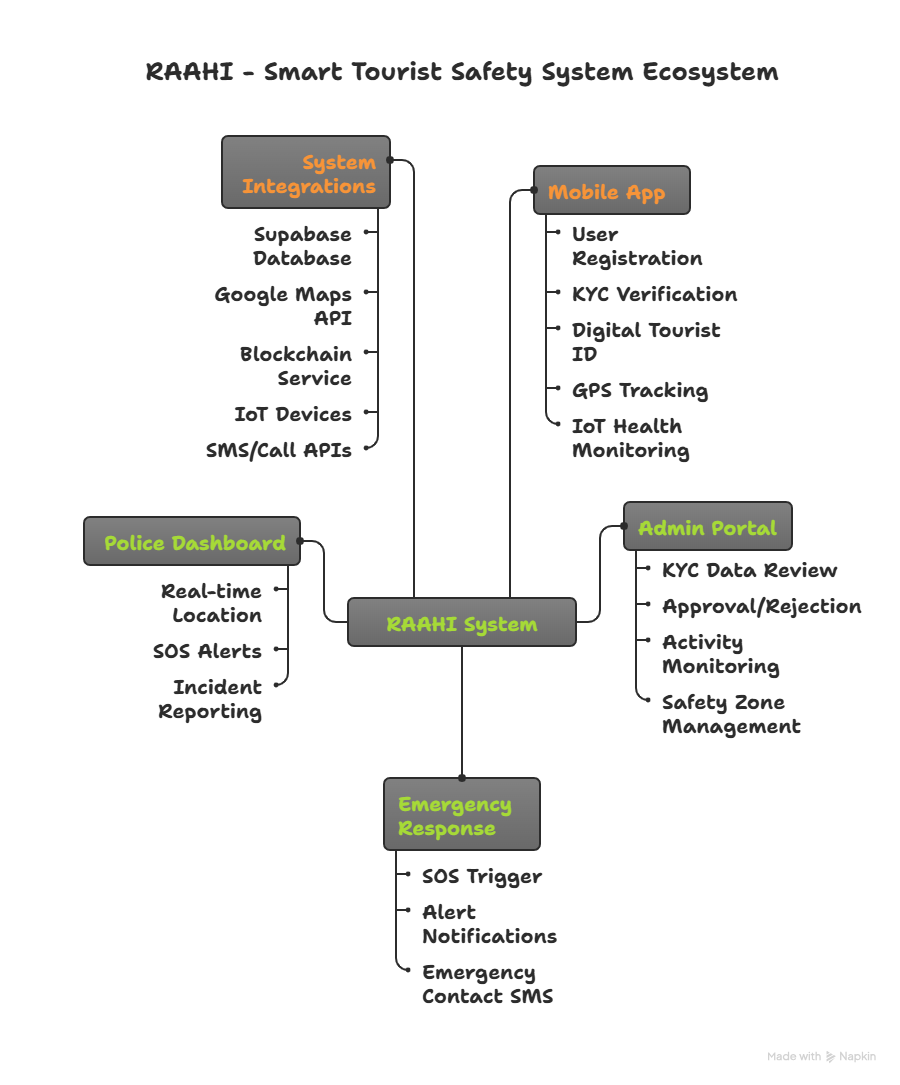 RAAHI - Smart Tourist Safety System Ecosystem
System
Integrations
Supabase
Database
Google Maps
API
Blockchain
Service
IoT Devices
SMS/Call APIs
Mobile App
User
Registration
KYC Verification
Digital Tourist
ID
GPS Tracking
IoT Health
Monitoring
Police Dashboard
Real-time
Location
SOS Alerts
Incident
Reporting
RAAHI System
Admin Portal
KYC Data Review
Approval/Rejection
Activity
Monitoring
Safety Zone
Management
Emergency
Response
SOS Trigger
Alert
Notifications
Emergency
Contact SMS
Made with Napkin